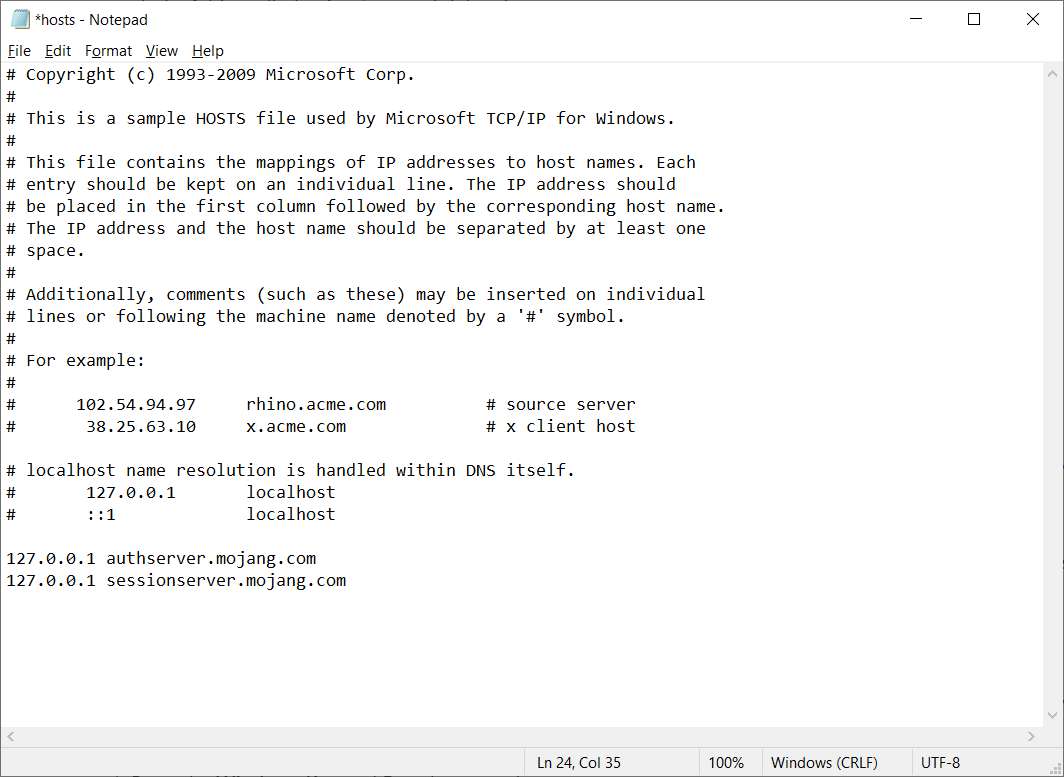 *hosts - Notepad
File Edit Format View Help
# Copyright (c) 1993-2009 Microsoft Corp.
#
# This is a sample HOSTS file used by Microsoft TCP/IP for Windows.
#
# This file contains the mappings of IP addresses to host names. Each
# entry should be kept on an individual line. The IP address should
# be placed in the first column followed by the corresponding host name.
# The IP address and the host name should be separated by at least one
# space.
#
# Additionally, comments (such as these) may be inserted on individual
# lines or following the machine name denoted by a '#' symbol.
#
# For example:
#
#      102.54.94.97     rhino.acme.com          # source server
#       38.25.63.10     x.acme.com              # x client host

# localhost name resolution is handled within DNS itself.
#       127.0.0.1       localhost
#       ::1             localhost

127.0.0.1 authserver.mojang.com
127.0.0.1 sessionserver.mojang.com
Ln 24, Col 35 100% Windows (CRLF) UTF-8